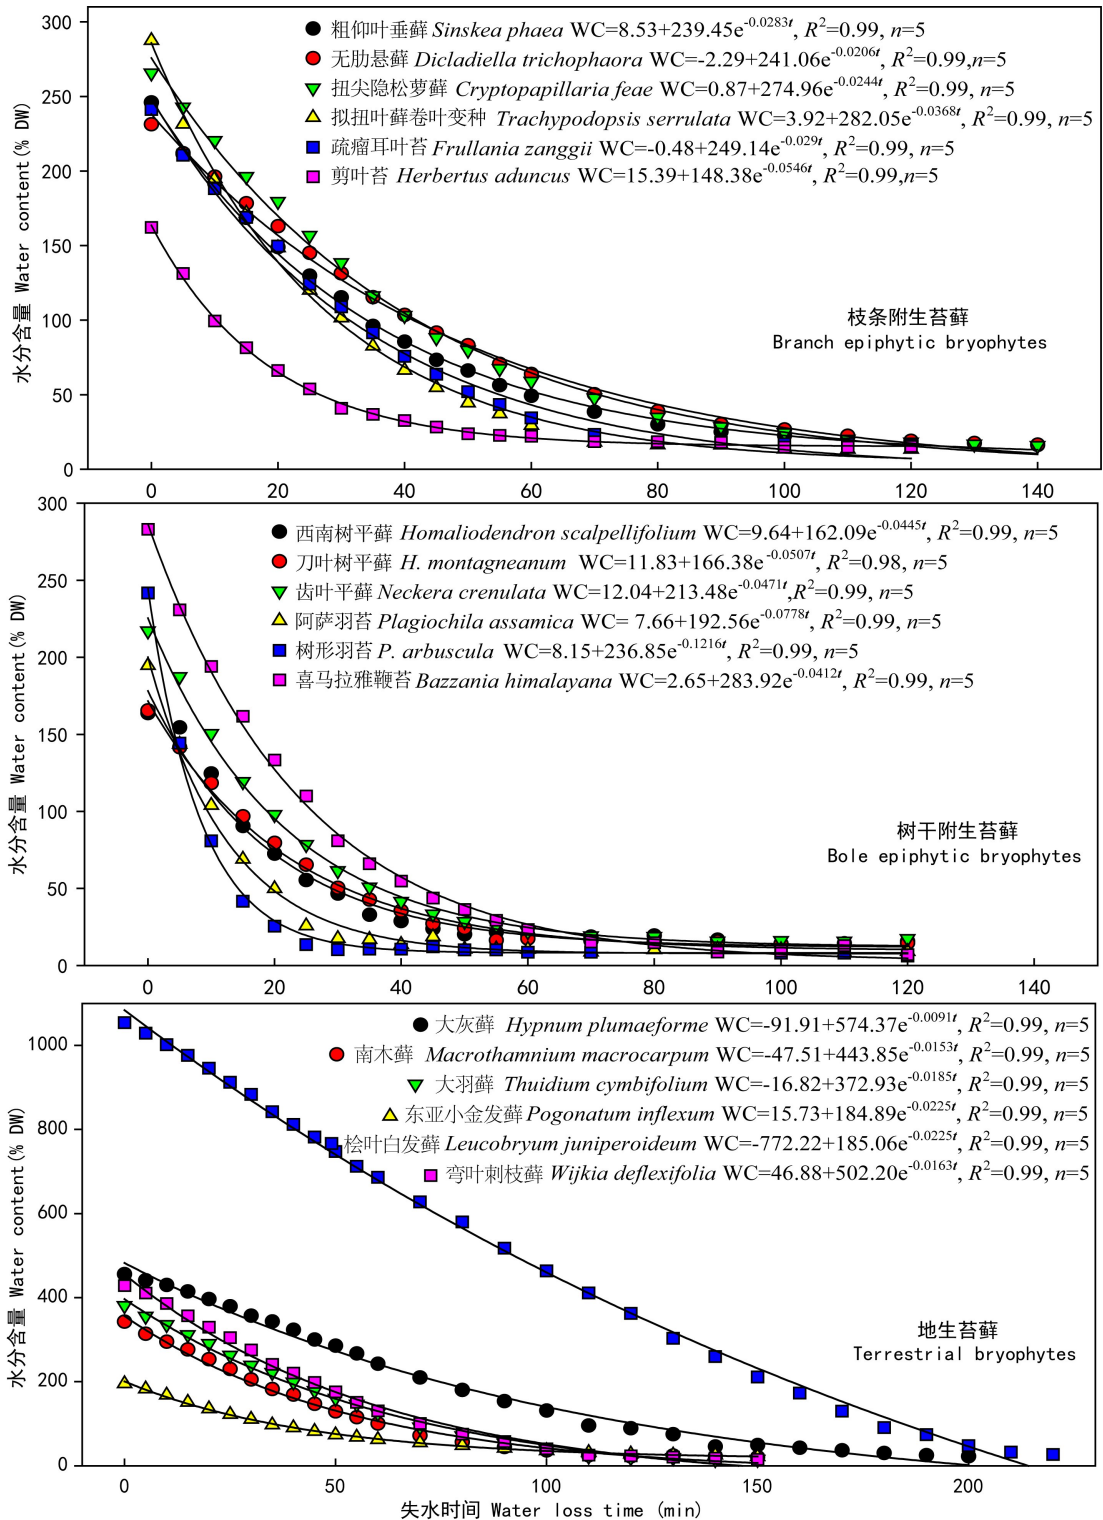 300
250
200
150
100
50
0
水分含量 Water content(% DW)
粗仰叶垂藓 Sinskea phaea WC=8.53+239.45e^-0.0283t, R²=0.99, n=5
无肋悬藓 Dicladiella trichophaora WC=-2.29+241.06e^-0.0206t, R²=0.99,n=5
扭尖隐松萝藓 Cryptopapillaria feae WC=0.87+274.96e^-0.0244t, R²=0.99, n=5
拟扭叶藓卷叶变种 Trachypodopsis serrulata WC=3.92+282.05e^-0.0368t, R²=0.99, n=5
疏瘤耳叶苔 Frullania zanggii WC=-0.48+249.14e^-0.029t, R²=0.99, n=5
剪叶苔 Herbertus aduncus WC=15.39+148.38e^-0.0546t, R²=0.99,n=5
枝条附生苔藓
Branch epiphytic bryophytes
0 20 40 60 80 100 120 140
300
250
200
150
100
50
0
水分含量 Water content(% DW)
西南树平藓 Homaliodendron scalpellifolium WC=9.64+162.09e^-0.0445t, R²=0.99, n=5
刀叶树平藓 H. montagneanum WC=11.83+166.38e^-0.0507t, R²=0.98, n=5
齿叶平藓 Neckera crenulata WC=12.04+213.48e^-0.0471t,R²=0.99, n=5
阿萨羽苔 Plagiochila assamica WC= 7.66+192.56e^-0.0778t, R²=0.99, n=5
树形羽苔 P. arbuscula WC=8.15+236.85e^-0.1216t, R²=0.99, n=5
喜马拉雅鞭苔 Bazzania himalayana WC=2.65+283.92e^-0.0412t, R²=0.99, n=5
树干附生苔藓
Bole epiphytic bryophytes
0 20 40 60 80 100 120 140
1000
800
600
400
200
0
水分含量 Water content(% DW)
大灰藓 Hypnum plumaeforme WC=-91.91+574.37e^-0.0091t, R²=0.99, n=5
南木藓 Macrothamnium macrocarpum WC=-47.51+443.85e^-0.0153t, R²=0.99, n=5
大羽藓 Thuidium cymbifolium WC=-16.82+372.93e^-0.0185t, R²=0.99, n=5
东亚小金发藓 Pogonatum inflexum WC=15.73+184.89e^-0.0225t, R²=0.99, n=5
桧叶白发藓 Leucobryum juniperoideum WC=-772.22+185.06e^-0.0225t, R²=0.99, n=5
弯叶刺枝藓 Wijkia deflexifolia WC=46.88+502.20e^-0.0163t, R²=0.99, n=5
地生苔藓
Terrestrial bryophytes
0 50 100 150 200
失水时间 Water loss time (min)